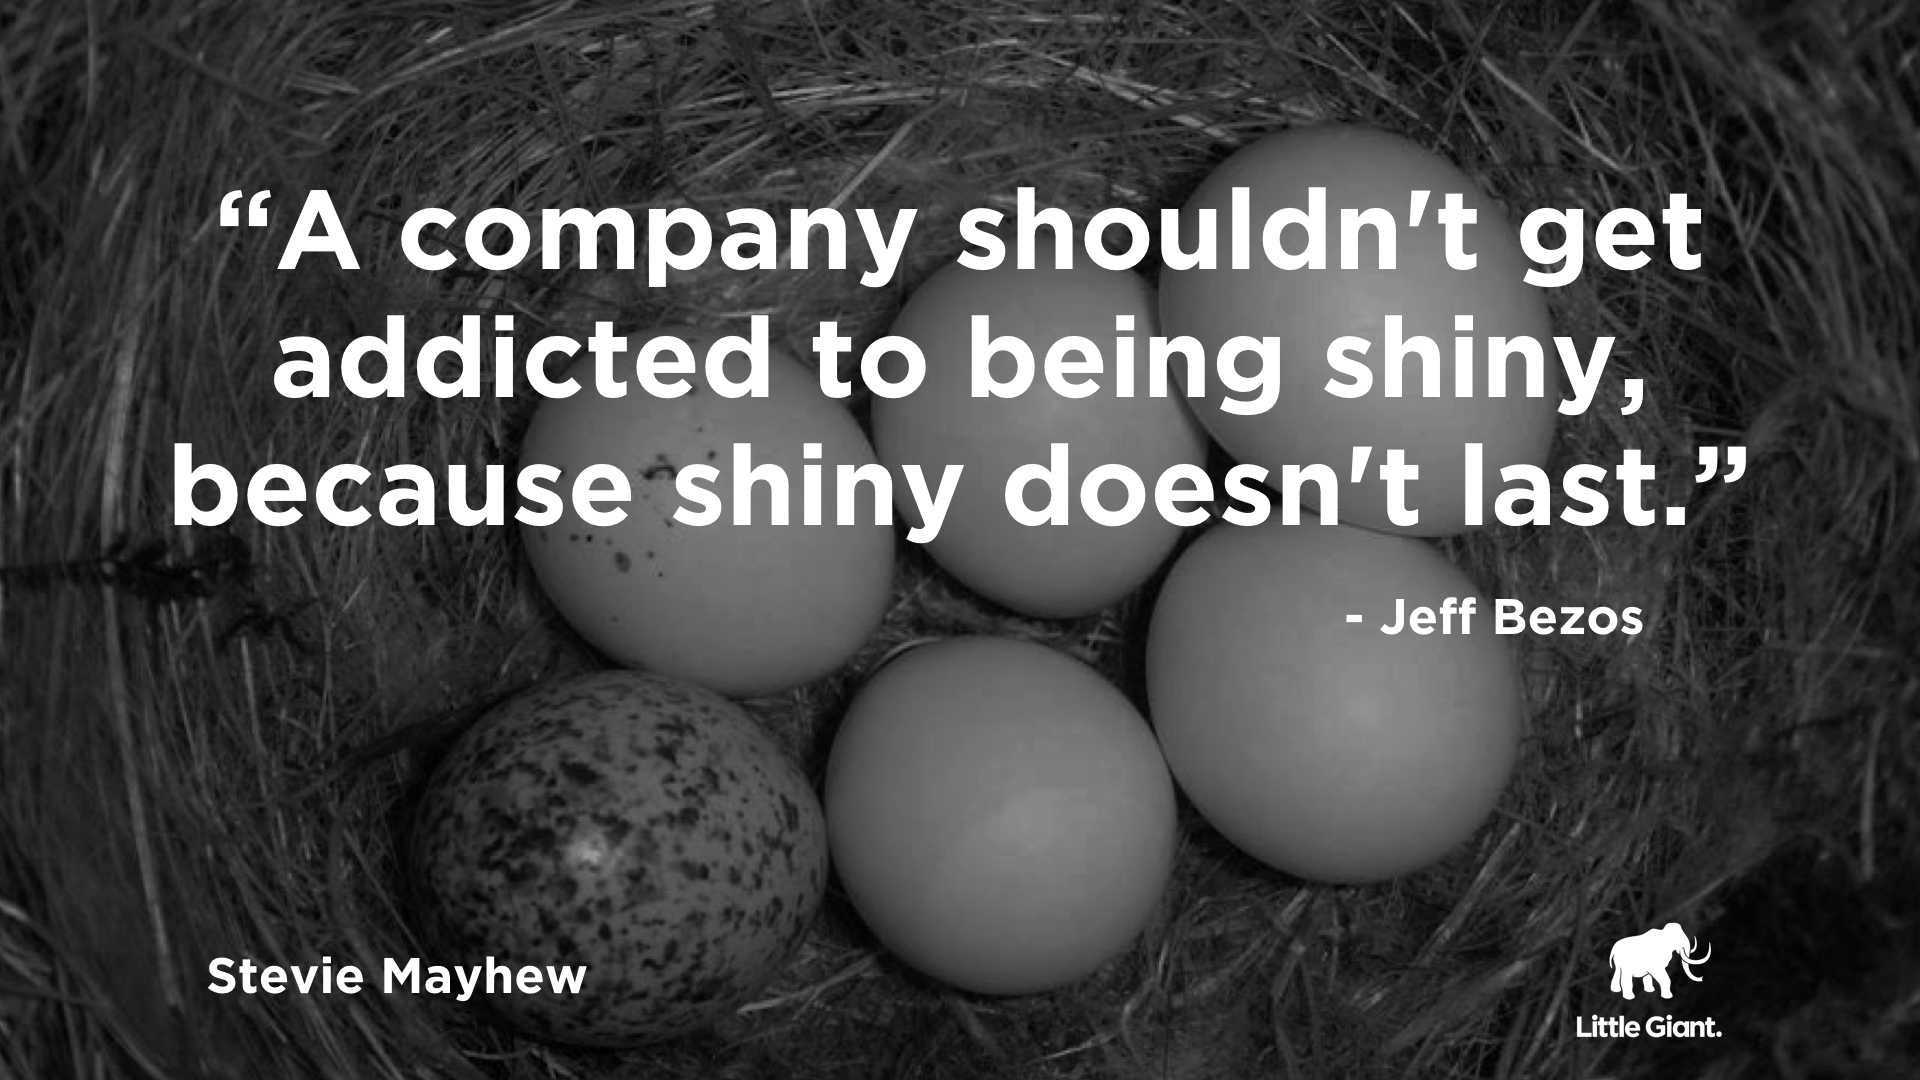 “A company shouldn't get
addicted to being shiny,
because shiny doesn't last.”
- Jeff Bezos
Stevie Mayhew
Little Giant.